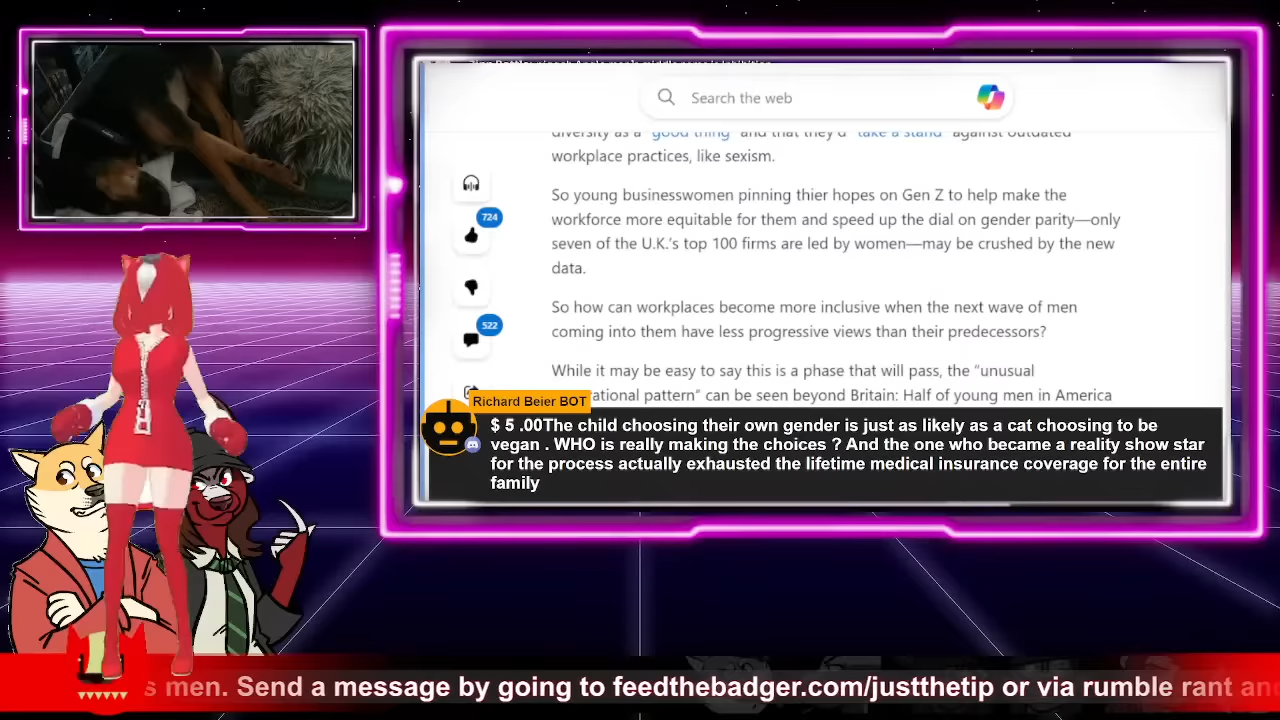 Search the web
diversity as a "good thing" and that they'd "take a stand" against outdated
workplace practices, like sexism.
724
So young businesswomen pinning thier hopes on Gen Z to help make the
workforce more equitable for them and speed up the dial on gender parity—only
seven of the U.K.'s top 100 firms are led by women—may be crushed by the new
data.
522
So how can workplaces become more inclusive when the next wave of men
coming into them have less progressive views than their predecessors?
While it may be easy to say this is a phase that will pass, the "unusual
rational pattern" can be seen beyond Britain: Half of young men in America
Richard Beier BOT
$ 5 .00The child choosing their own gender is just as likely as a cat choosing to be
vegan . WHO is really making the choices ? And the one who became a reality show star
for the process actually exhausted the lifetime medical insurance coverage for the entire
family
s men. Send a message by going to feedthebadger.com/justthetip or via rumble rant an